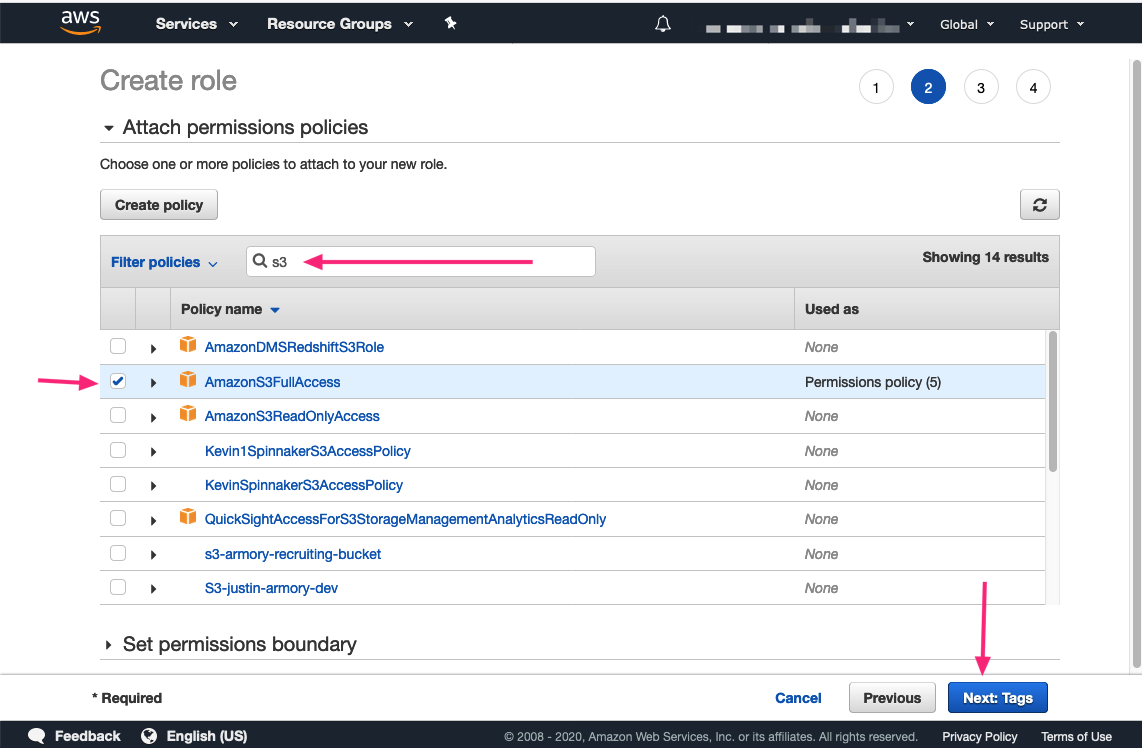 aws Services Resource Groups Global Support
Create role
1 2 3 4
Attach permissions policies
Choose one or more policies to attach to your new role.
Create policy
Filter policies s3 Showing 14 results
Policy name Used as
AmazonDMSRedshiftS3Role None
AmazonS3FullAccess Permissions policy (5)
AmazonS3ReadOnlyAccess None
Kevin1SpinnakerS3AccessPolicy None
KevinSpinnakerS3AccessPolicy None
QuickSightAccessForS3StorageManagementAnalyticsReadOnly None
s3-armory-recruiting-bucket None
S3-justin-armory-dev None
Set permissions boundary
* Required Cancel Previous Next: Tags
Feedback English (US) © 2008 - 2020, Amazon Web Services, Inc. or its affiliates. All rights reserved. Privacy Policy Terms of Use